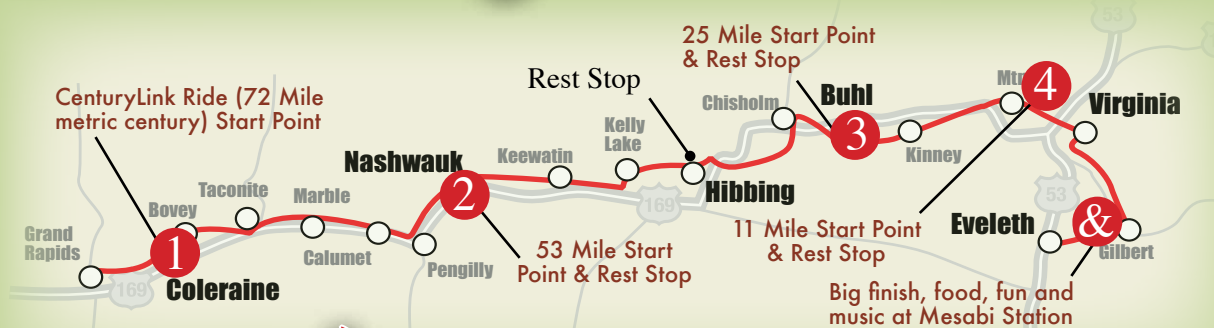 53
25 Mile Start Point
& Rest Stop
Rest Stop
CenturyLink Ride (72 Mile
metric century) Start Point
Mtn
4
Buhl
Chisholm
Virginia
3
Kelly
Lake
Keewatin
Kinney
Nashwauk
2
Hibbing
169
53
Taconite
Marble
Bovey
Grand
Rapids
1
Calumet
Pengilly
169
Coleraine
53 Mile Start
Point & Rest Stop
11 Mile Start Point
& Rest Stop
Eveleth
&
Gilbert
Big finish, food, fun and
music at Mesabi Station